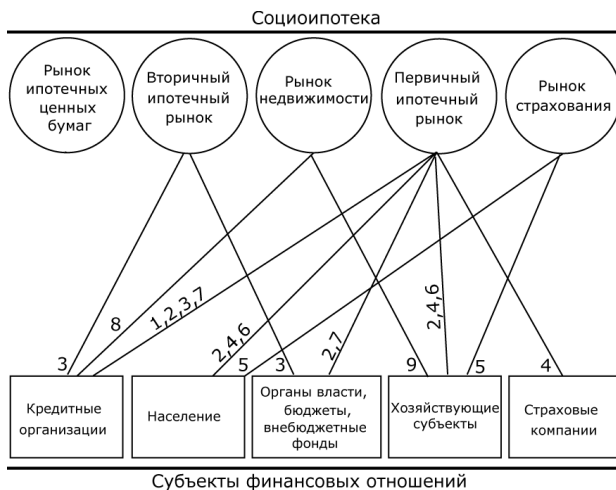 Социоипотека
Рынок
ипотечных
ценных
бумаг
Вторичный
ипотечный
рынок
Рынок
недвижимости
Первичный
ипотечный
рынок
Рынок
страхования
3
8
1,2,3,7
2,4,6
5
3
2,7
9
2,4,6
5
4
Кредитные
организации
Население
Органы власти,
бюджеты,
внебюджетные
фонды
Хозяйствующие
субъекты
Страховые
компании
Субъекты финансовых отношений